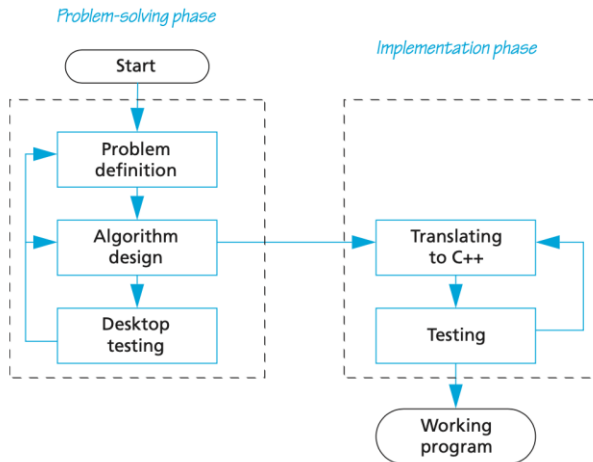 Problem-solving phase
Start
Problem
definition
Algorithm
design
Desktop
testing
Implementation phase
Translating
to C++
Testing
Working
program